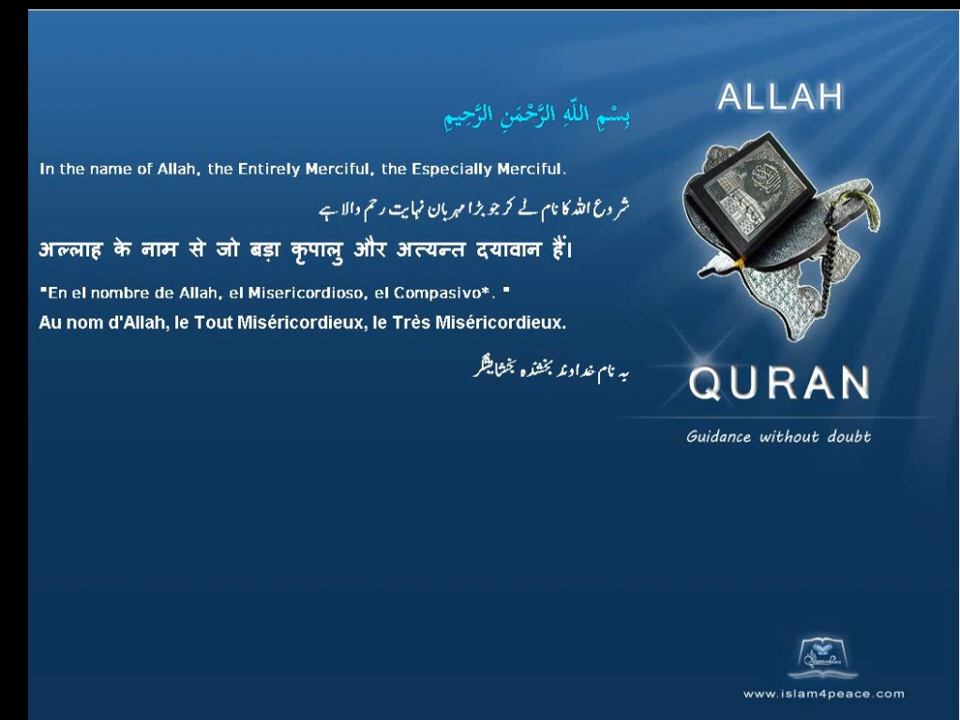 بِسْمِ اللّهِ الرَّحْمَنِ الرَّحِيمِ
In the name of Allah, the Entirely Merciful, the Especially Merciful.
شروع اللہ کا نام لے کر جو بڑا مہربان نہایت رحم والا ہے
अल्लाह के नाम से जो बड़ा कृपालु और अत्यन्त दयावान हैं।
"En el nombre de Allah, el Misericordioso, el Compasivo*. "
Au nom d'Allah, le Tout Miséricordieux, le Très Miséricordieux.
به نام خداوند بخشنده بخشایشگر
ALLAH
QURAN
Guidance without doubt
www.islam4peace.com